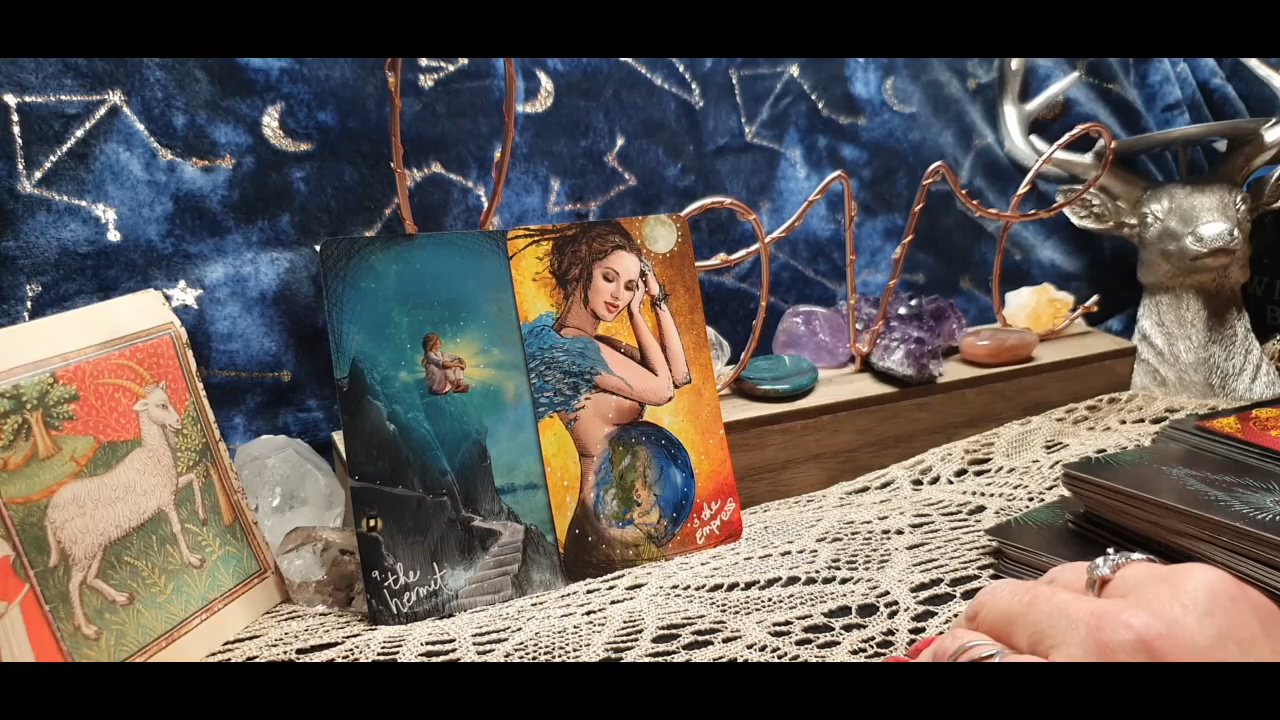 9. the
hermit
3 the
Empress